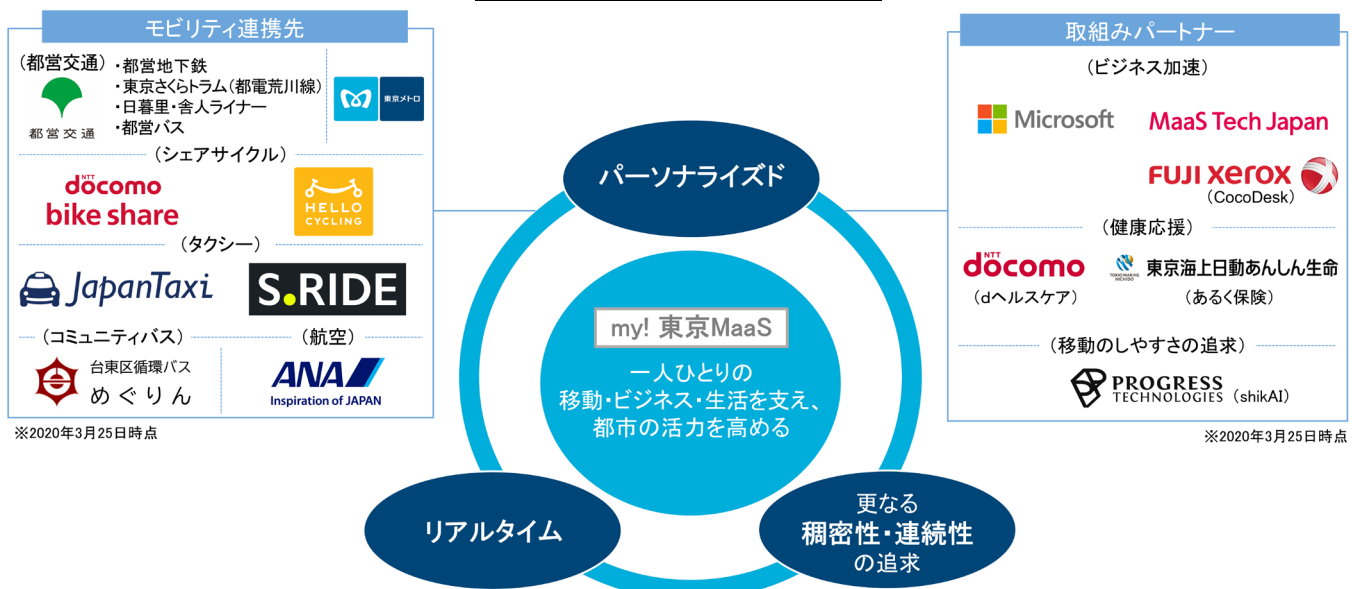 モビリティ連携先
(都営交通)
都営交通
・都営地下鉄
・東京さくらトラム(都電荒川線)
・日暮里・舎人ライナー
・都営バス
東京メトロ
(シェアサイクル)
NTT
docomo
bike share
HELLO
CYCLING
(タクシー)
JapanTaxi
S.RIDE
(コミュニティバス)
台東区循環バス
めぐりん
(航空)
ANA
Inspiration of JAPAN
※2020年3月25日時点
パーソナライズド
my! 東京MaaS
一人ひとりの
移動・ビジネス・生活を支え、
都市の活力を高める
リアルタイム
更なる
稠密性・連続性
の追求
取組みパートナー
(ビジネス加速)
Microsoft
MaaS Tech Japan
FUJI xerox
(CocoDesk)
(健康応援)
NTT
docomo
(dヘルスケア)
TOKIO MARINE
NICHIDO
東京海上日動あんしん生命
(あるく保険)
(移動のしやすさの追求)
PROGRESS
TECHNOLOGIES (shikAI)
※2020年3月25日時点